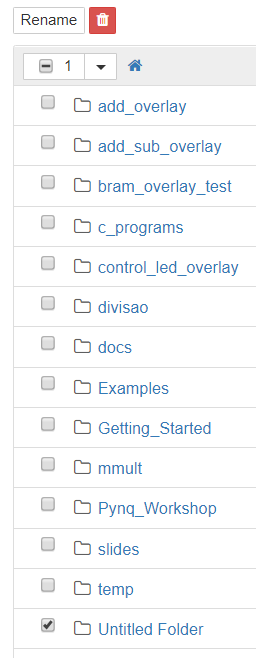 Rename
1
add_overlay
add_sub_overlay
bram_overlay_test
c_programs
control_led_overlay
divisao
docs
Examples
Getting_Started
mmult
Pynq_Workshop
slides
temp
Untitled Folder